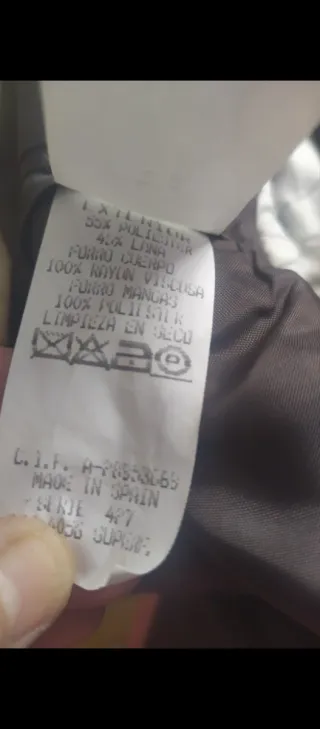 EXTERIOR
55% POLIESTER
45% LANA
FORRO CUERPO
100% RAYON VISCOSA
FORRO MANGAS
100% POLIESTER
LIMPIEZA EN SECO
C.I.F.
MADE IN SPAIN
SERIE 427